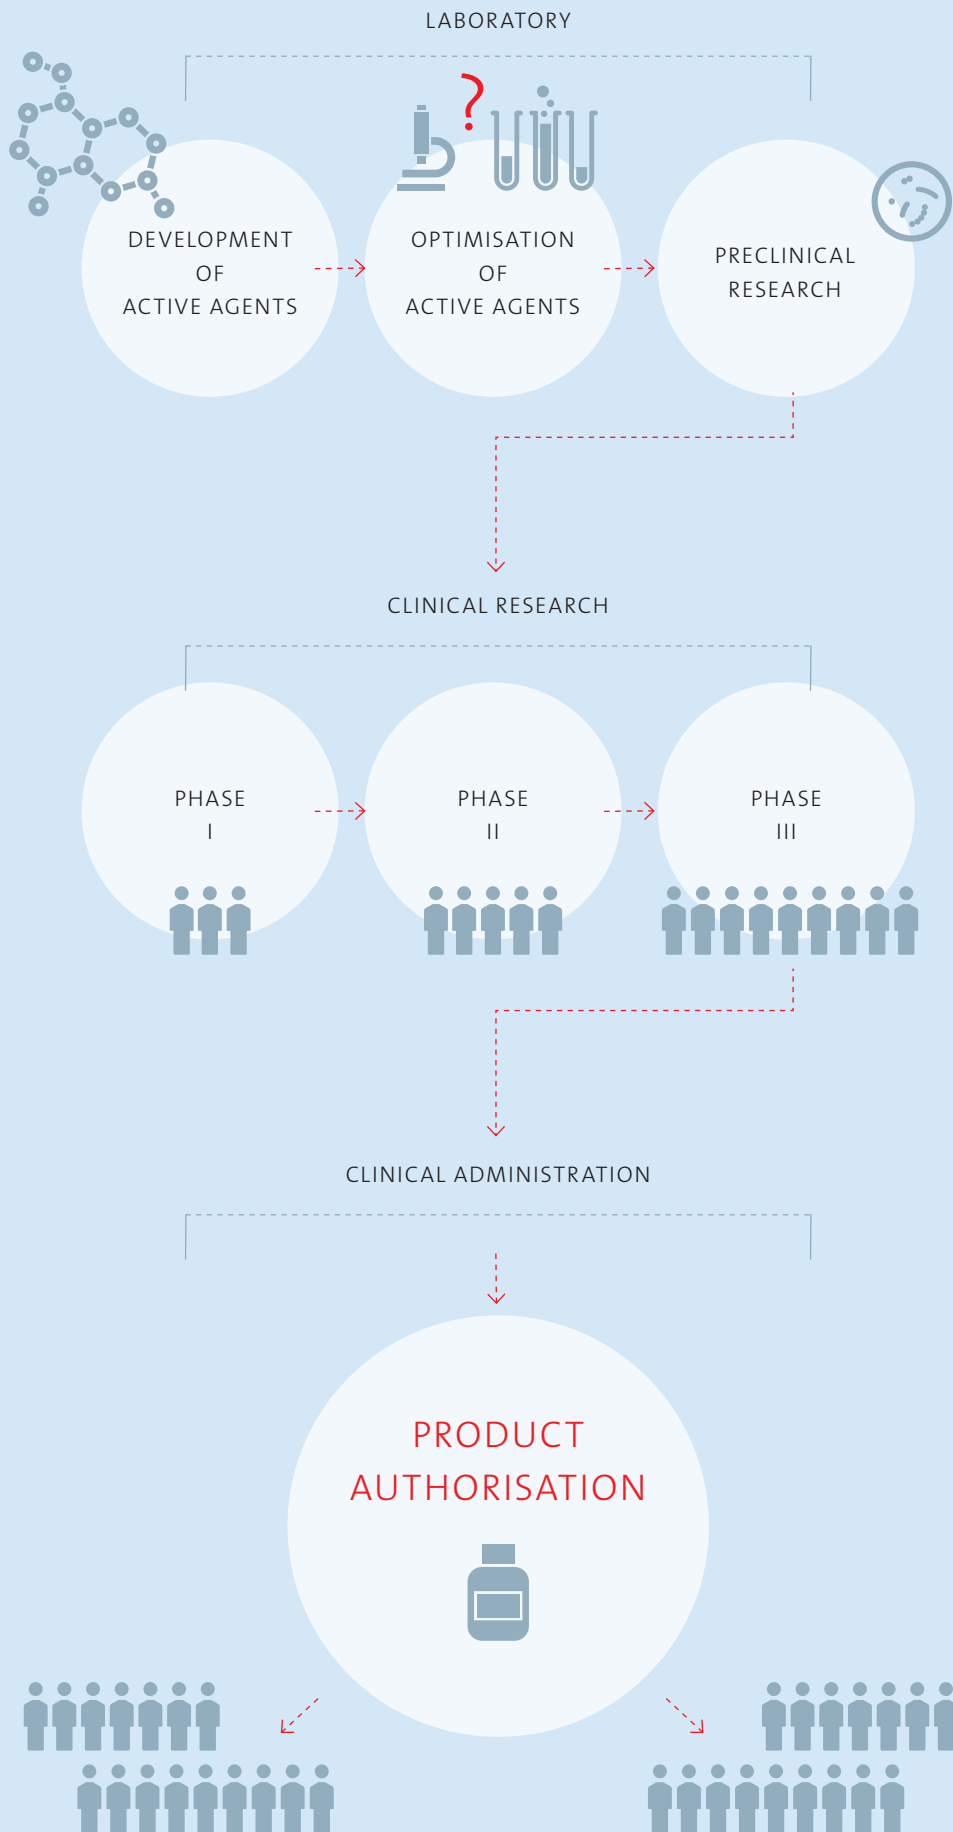 LABORATORY
?
DEVELOPMENT
OF
ACTIVE AGENTS
OPTIMISATION
OF
ACTIVE AGENTS
PRECLINICAL
RESEARCH
CLINICAL RESEARCH
PHASE
I
PHASE
II
PHASE
III
CLINICAL ADMINISTRATION
PRODUCT
AUTHORISATION